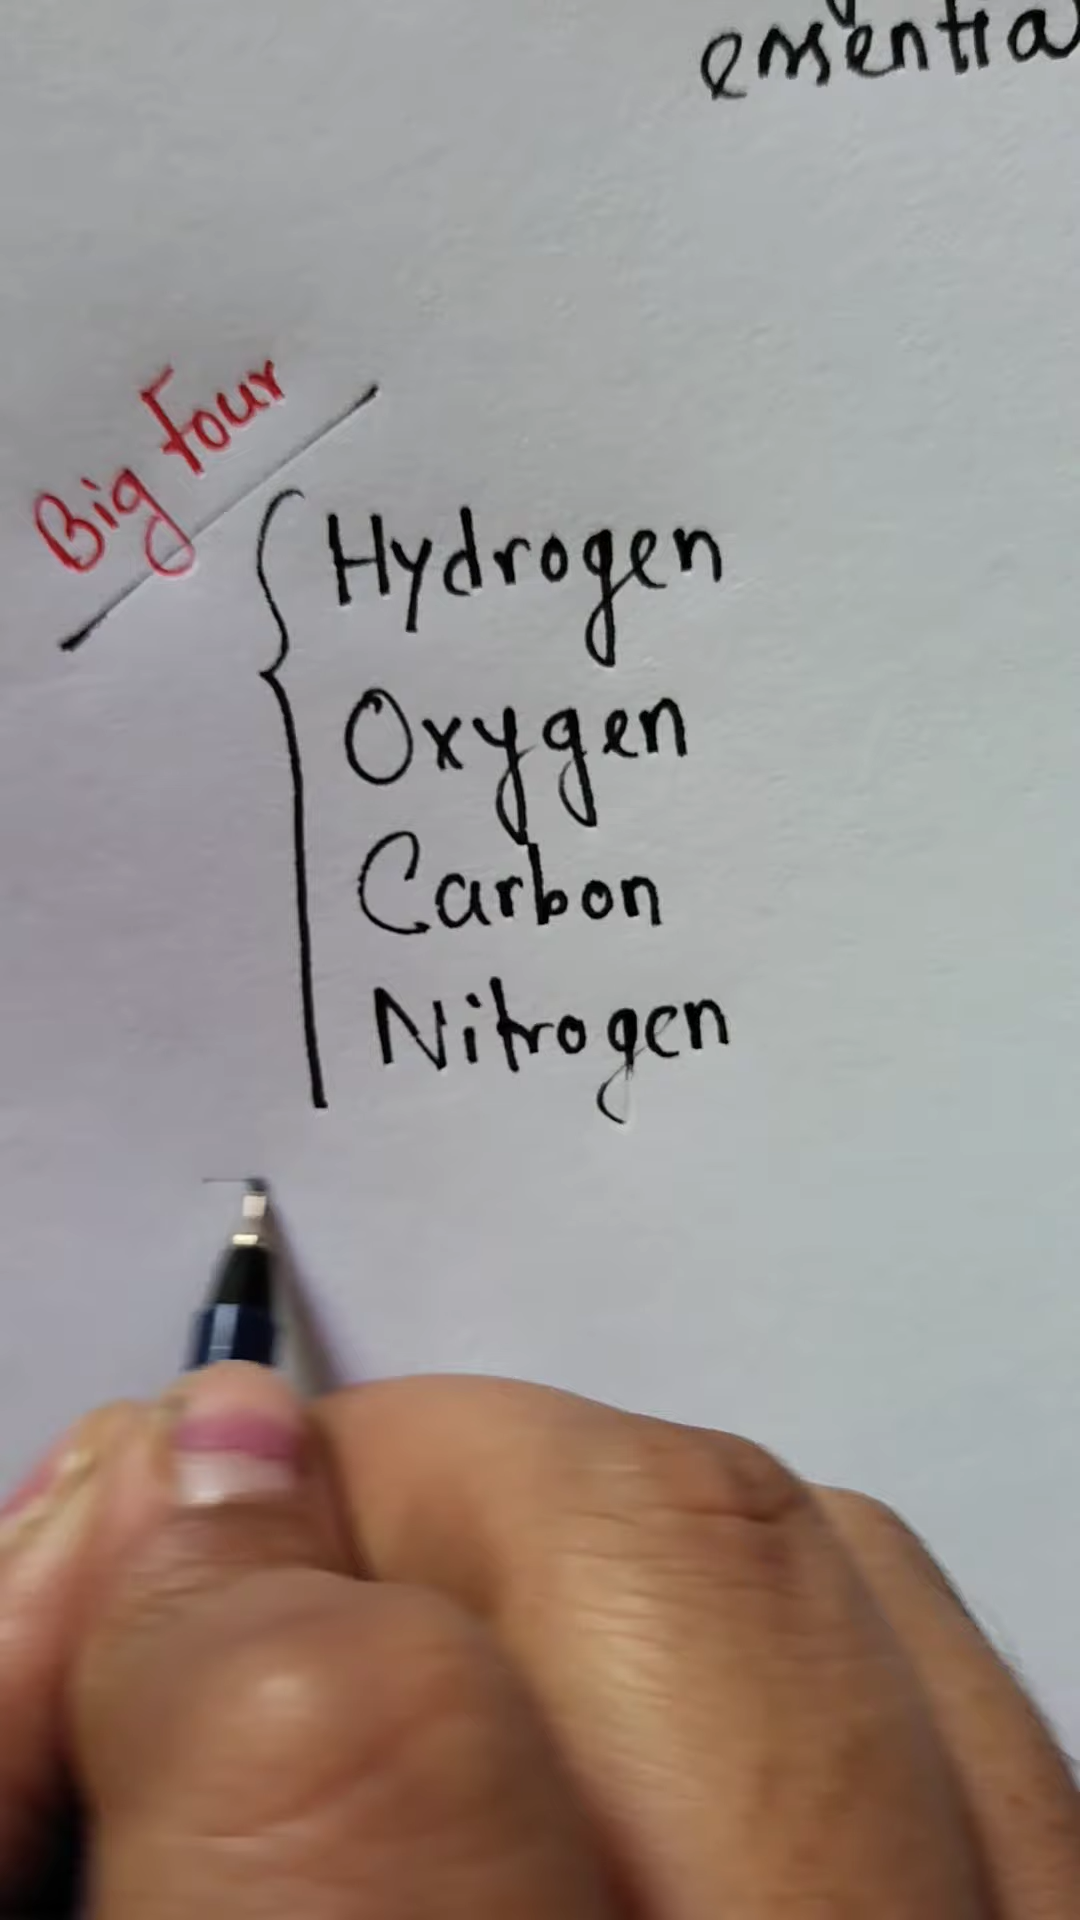 essentia
Big Four
Hydrogen
Oxygen
Carbon
Nitrogen